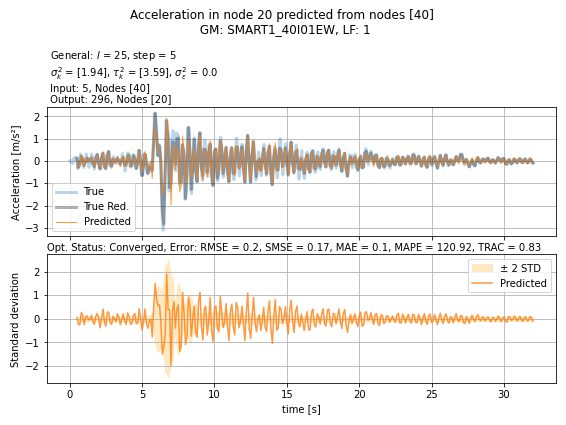 Acceleration in node 20 predicted from nodes [40]
GM: SMART1_40I01EW, LF: 1
General: l = 25, step = 5
σ²ₖ = [1.94], τ²ₖ = [3.59], σ²ε = 0.0
Input: 5, Nodes [40]
Output: 296, Nodes [20]
Acceleration [m/s²]
2
1
0
−1
−2
−3
True
True Red.
Predicted
Opt. Status: Converged, Error: RMSE = 0.2, SMSE = 0.17, MAE = 0.1, MAPE = 120.92, TRAC = 0.83
Standard deviation
2
1
0
−1
−2
± 2 STD
Predicted
0 5 10 15 20 25 30
time [s]